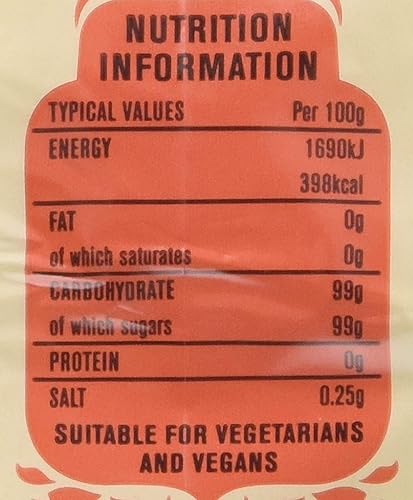 NUTRITION
INFORMATION
TYPICAL VALUES Per 100g
ENERGY 1690kJ
398kcal
FAT 0g
of which saturates 0g
CARBOHYDRATE 99g
of which sugars 99g
PROTEIN 0g
SALT 0.25g
SUITABLE FOR VEGETARIANS
AND VEGANS